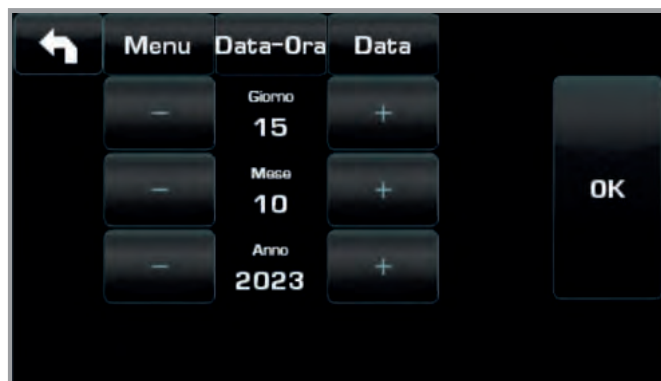 Menu Data-Ora Data
Giorno
- 15 +
Mese
- 10 +
OK
Anno
- 2023 +